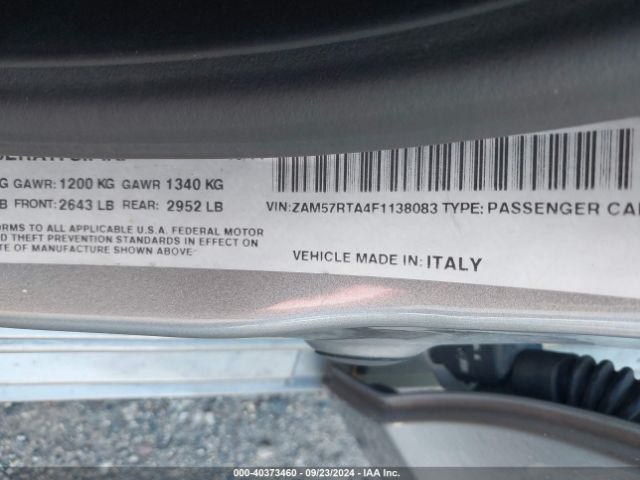 G GAWR: 1200 KG GAWR 1340 KG
B FRONT: 2643 LB REAR: 2952 LB
ORMS TO ALL APPLICABLE U.S.A. FEDERAL MOTOR
D THEFT PREVENTION STANDARDS IN EFFECT ON
TE OF MANUFACTURE SHOWN ABOVE
VIN:ZAM57RTA4F1138083 TYPE: PASSENGER CA
VEHICLE MADE IN: ITALY
000-40373460 - 09/23/2024 - IAA Inc.